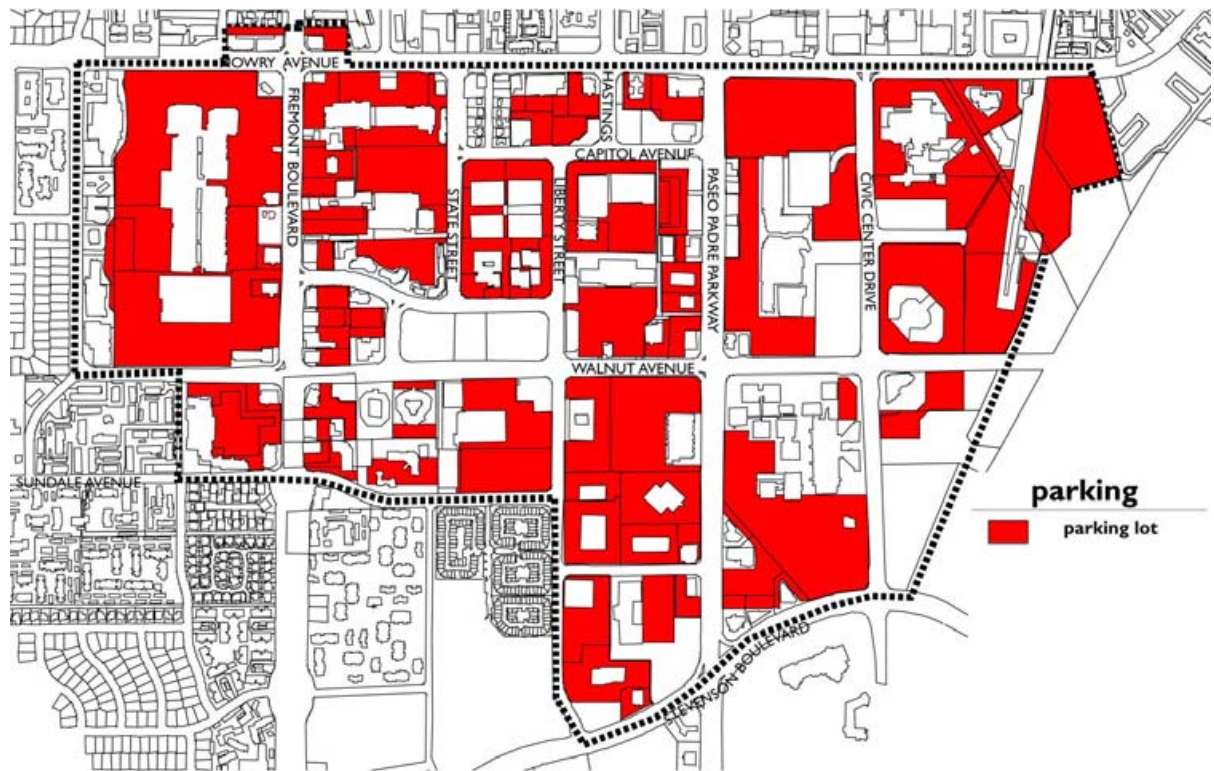 OWRY AVENUE
FREMONT BOULEVARD
HASTINGS
CAPITOL AVENUE
STATE STREET
LIBERTY STREET
PASEO PADRE PARKWAY
CIVIC CENTER DRIVE
WALNUT AVENUE
SUNDALE AVENUE
parking
parking lot
STEVENSON BOULEVARD